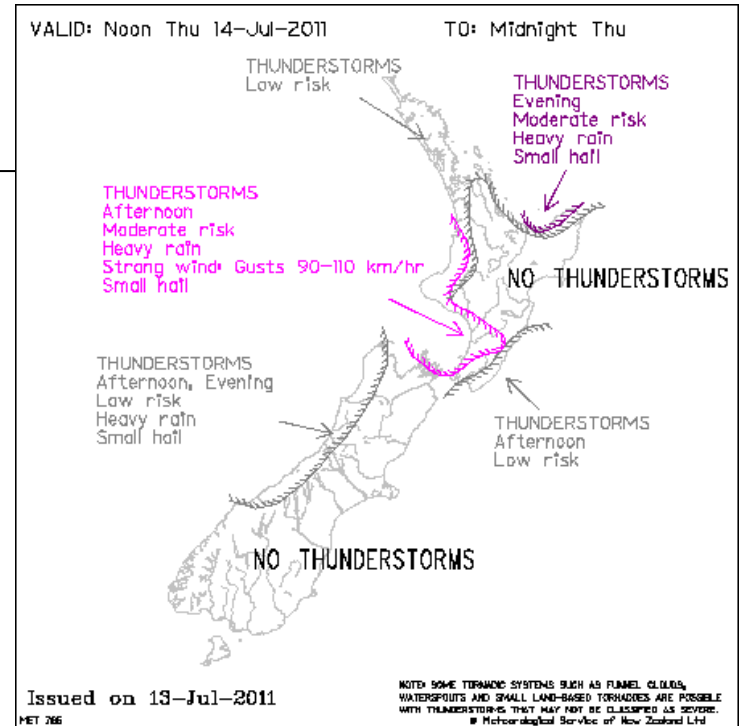 VALID: Noon Thu 14-Jul-2011 TO: Midnight Thu
THUNDERSTORMS
Low risk
THUNDERSTORMS
Evening
Moderate risk
Heavy rain
Small hail
THUNDERSTORMS
Afternoon
Moderate risk
Heavy rain
Strong wind: Gusts 90-110 km/hr
Small hail
NO THUNDERSTORMS
THUNDERSTORMS
Afternoon, Evening
Low risk
Heavy rain
Small hail
THUNDERSTORMS
Afternoon
Low risk
NO THUNDERSTORMS
Issued on 13-Jul-2011
MET 766
NOTE: SOME TORNADIC SYSTEMS SUCH AS FUNNEL CLOUDS,
WATERSPOUTS AND SMALL LAND-BASED TORNADOES ARE POSSIBLE
WITH THUNDERSTORMS THAT MAY NOT BE CLASSIFIED AS SEVERE.
© Meteorological Service of New Zealand Ltd